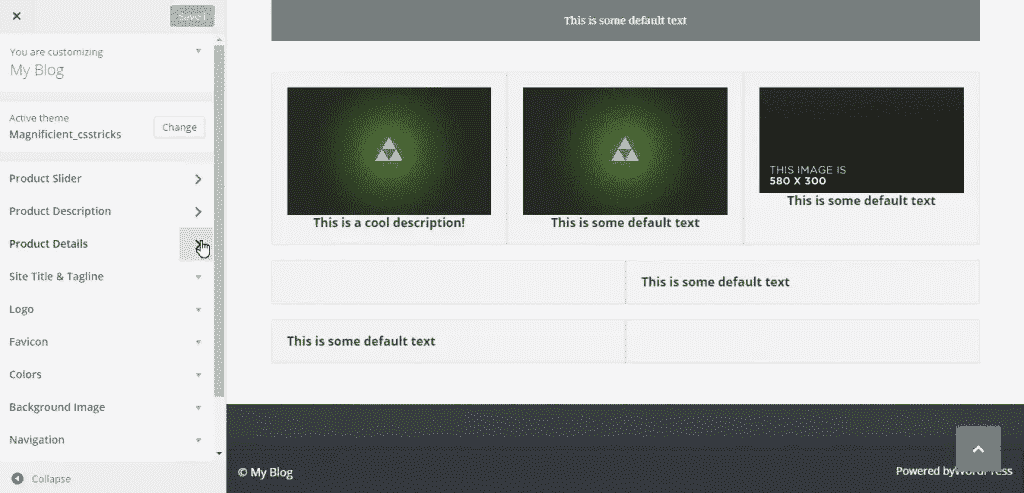 Saved
You are customizing
My Blog
Active theme
Magnificient_csstricks
Change
Product Slider
Product Description
Product Details
Site Title & Tagline
Logo
Favicon
Colors
Background Image
Navigation
Collapse
This is some default text
This is a cool description!
This is some default text
THIS IMAGE IS
580 X 300
This is some default text
This is some default text
This is some default text
© My Blog
Powered byWordPress